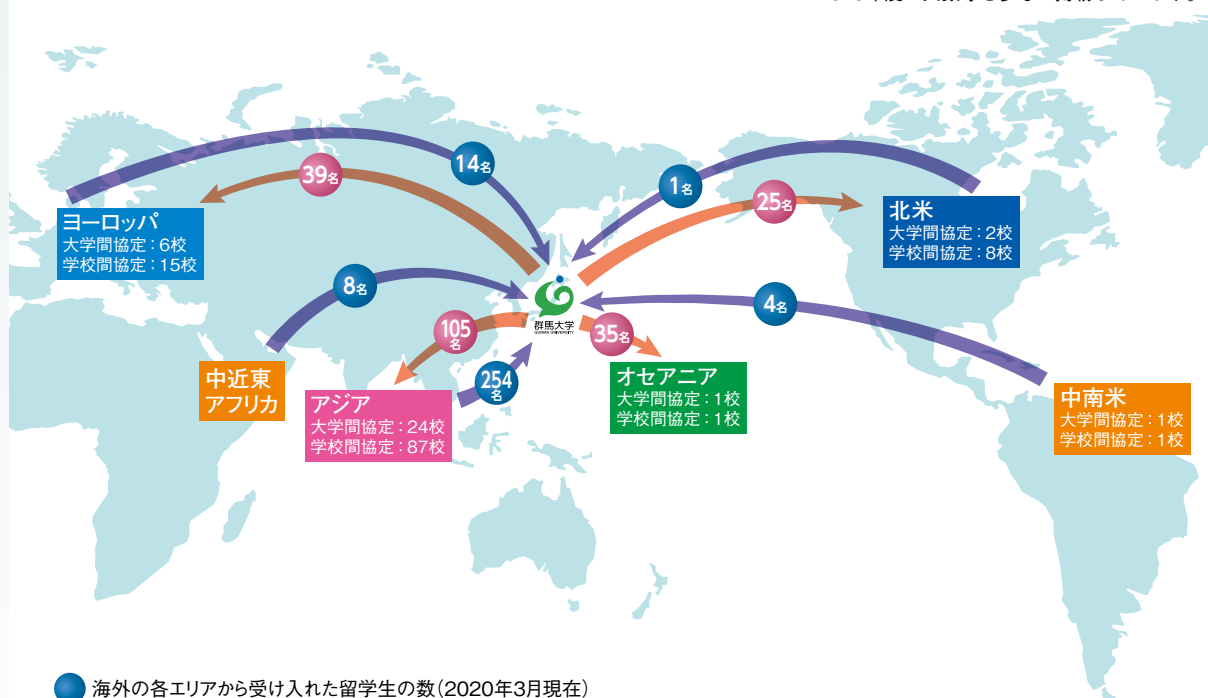 39名
14名
1名
25名
ヨーロッパ
大学間協定：6校
学校間協定：15校
北米
大学間協定：2校
学校間協定：8校
8名
4名
群馬大学
GUNMA UNIVERSITY
105名
35名
254名
中近東
アフリカ
アジア
大学間協定：24校
学校間協定：87校
オセアニア
大学間協定：1校
学校間協定：1校
中南米
大学間協定：1校
学校間協定：1校
海外の各エリアから受け入れた留学生の数（2020年3月現在）